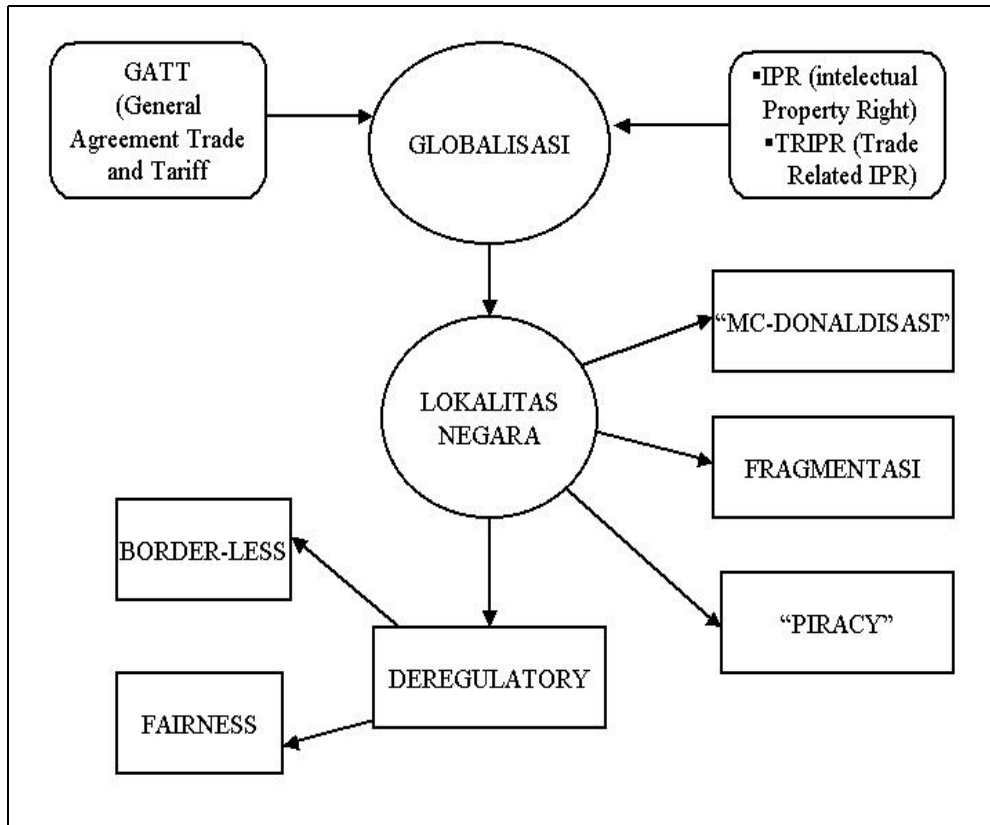 GATT
(General
Agreement Trade
and Tariff
GLOBALISASI
▪IPR (intelectual
Property Right)
▪TRIPR (Trade
Related IPR)
“MC-DONALDISASI”
LOKALITAS
NEGARA
FRAGMENTASI
BORDER-LESS
“PIRACY”
DEREGULATORY
FAIRNESS